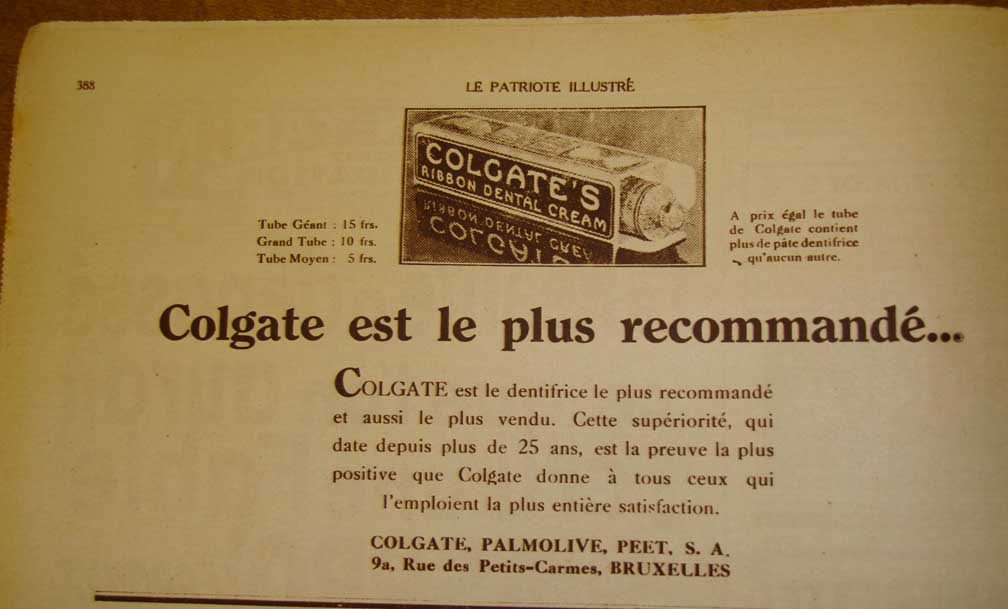 388
LE PATRIOTE ILLUSTRÉ
COLGATE'S
RIBBON DENTAL CREAM
RIBBON DENTAL CREA
COLGATE
Tube Géant : 15 frs.
Grand Tube : 10 frs.
Tube Moyen : 5 frs.
A prix égal le tube
de Colgate contient
plus de pâte dentifrice
qu'aucun autre.
Colgate est le plus recommandé...
COLGATE est le dentifrice le plus recommandé
et aussi le plus vendu. Cette supériorité, qui
date depuis plus de 25 ans, est la preuve la plus
positive que Colgate donne à tous ceux qui
l'emploient la plus entière satisfaction.
COLGATE, PALMOLIVE, PEET, S. A.
9a, Rue des Petits-Carmes, BRUXELLES